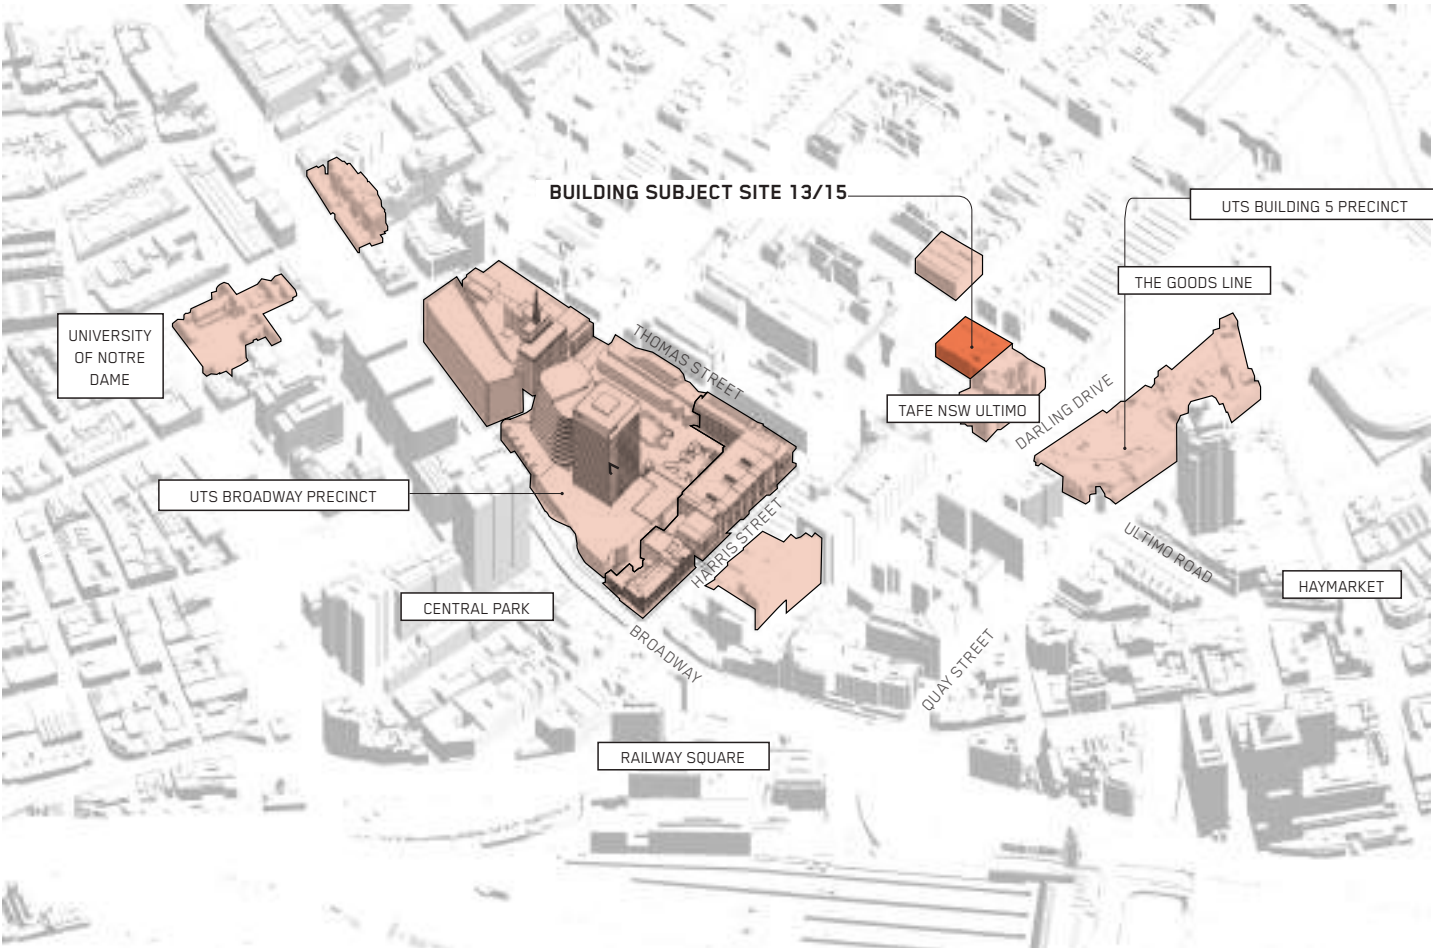 BUILDING SUBJECT SITE 13/15
UTS BUILDING 5 PRECINCT
THE GOODS LINE
UNIVERSITY
OF NOTRE
DAME
THOMAS STREET
TAFE NSW ULTIMO
DARLING DRIVE
UTS BROADWAY PRECINCT
HARRIS STREET
ULTIMO ROAD
HAYMARKET
CENTRAL PARK
BROADWAY
QUAY STREET
RAILWAY SQUARE